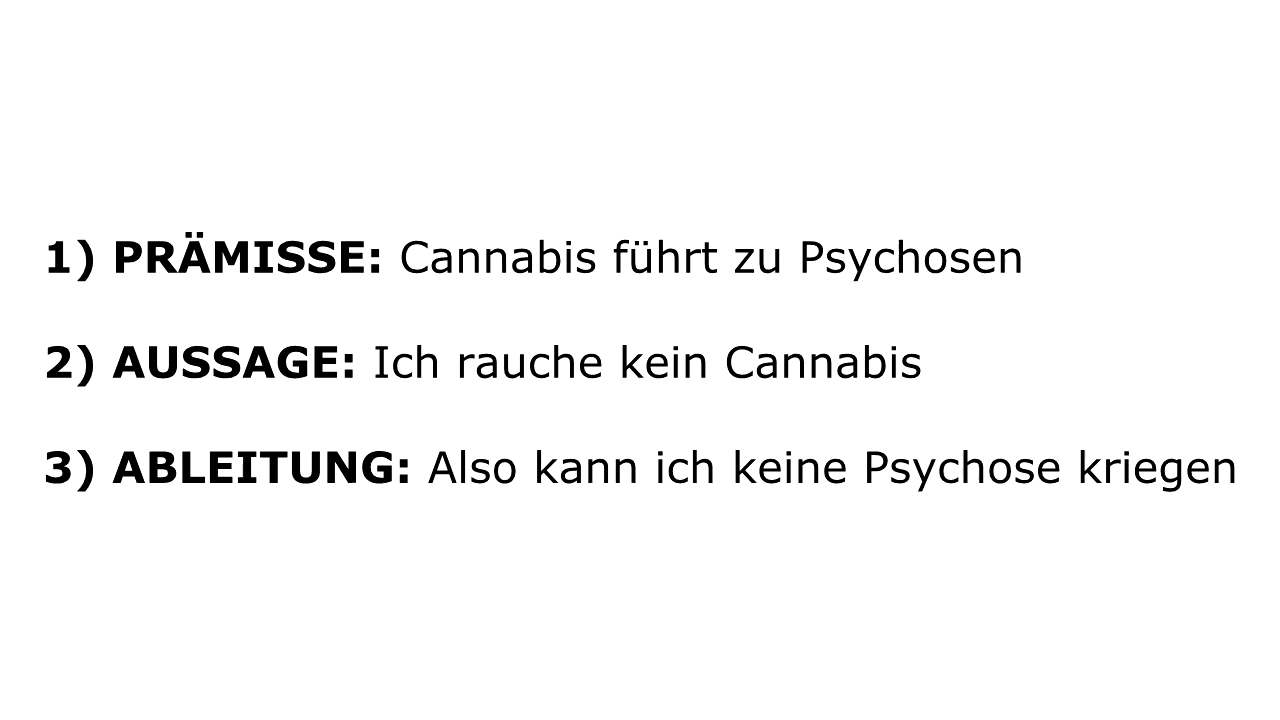 1) PRÄMISSE: Cannabis führt zu Psychosen
2) AUSSAGE: Ich rauche kein Cannabis
3) ABLEITUNG: Also kann ich keine Psychose kriegen